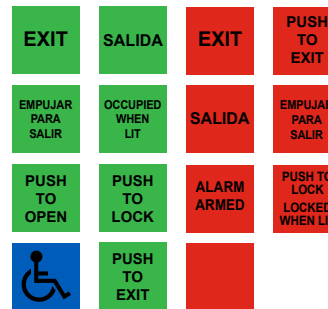 EXIT
SALIDA
EXIT
PUSH
TO
EXIT
EMPUJAR
PARA
SALIR
OCCUPIED
WHEN
LIT
SALIDA
EMPUJAR
PARA
SALIR
PUSH
TO
OPEN
PUSH
TO
LOCK
ALARM
ARMED
PUSH TO
LOCK
LOCKED
WHEN LIT
PUSH
TO
EXIT